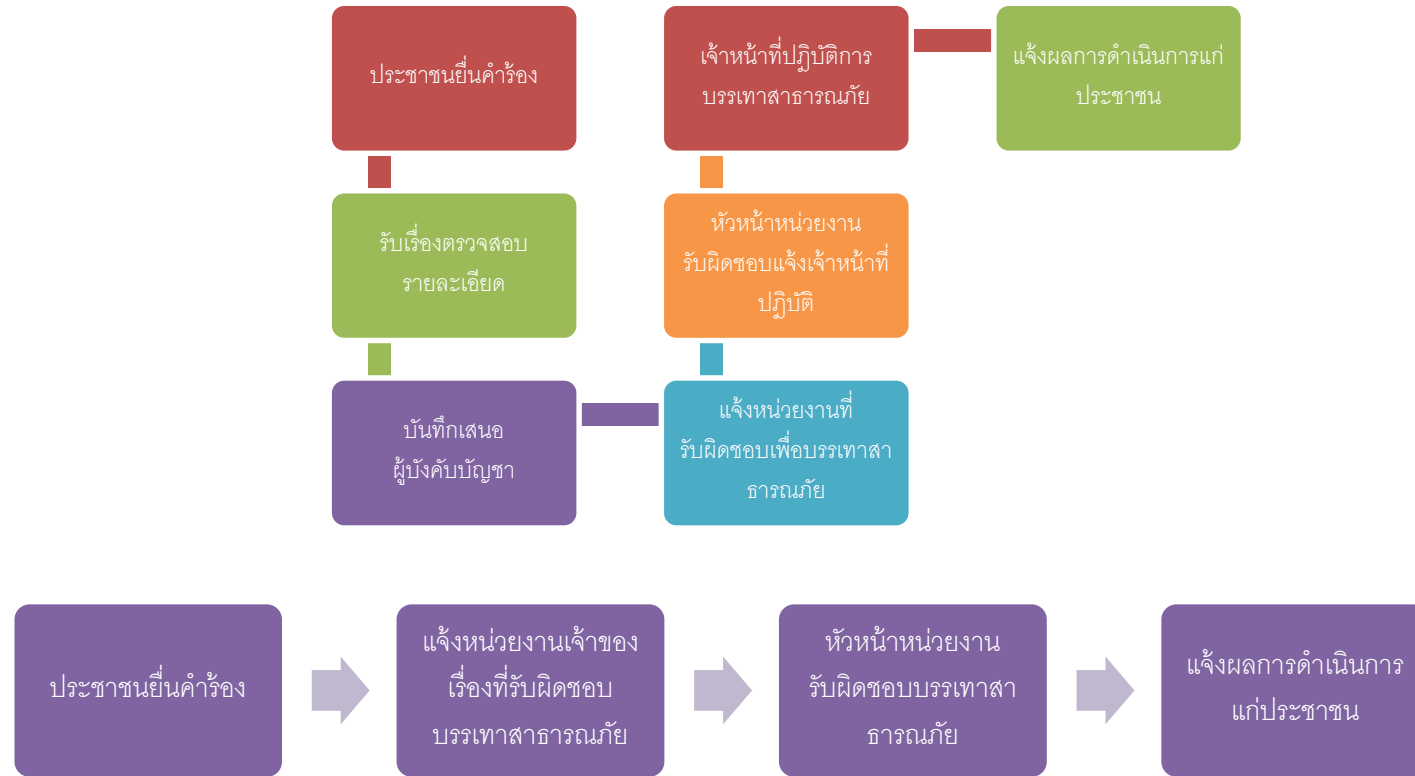 ประชาชนยื่นคำร้อง
รับเรื่องตรวจสอบ
รายละเอียด
บันทึกเสนอ
ผู้บังคับบัญชา
แจ้งหน่วยงานที่
รับผิดชอบเพื่อบรรเทาสา
ธารณภัย
หัวหน้าหน่วยงาน
รับผิดชอบแจ้งเจ้าหน้าที่
ปฎิบัติ
เจ้าหน้าที่ปฎิบัติการ
บรรเทาสาธารณภัย
แจ้งผลการดำเนินการแก่
ประชาชน
ประชาชนยื่นคำร้อง
แจ้งหน่วยงานเจ้าของ
เรื่องที่รับผิดชอบ
บรรเทาสาธารณภัย
หัวหน้าหน่วยงาน
รับผิดชอบบรรเทาสา
ธารณภัย
แจ้งผลการดำเนินการ
แก่ประชาชน